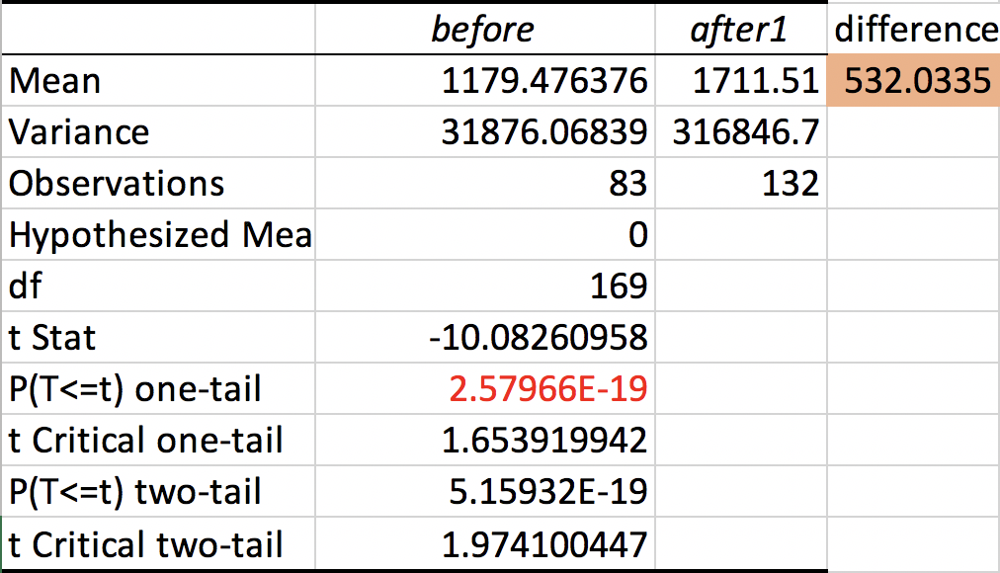 before after1 difference
Mean 1179.476376 1711.51 532.0335
Variance 31876.06839 316846.7
Observations 83 132
Hypothesized Mea 0
df 169
t Stat -10.08260958
P(T<=t) one-tail 2.57966E-19
t Critical one-tail 1.653919942
P(T<=t) two-tail 5.15932E-19
t Critical two-tail 1.974100447